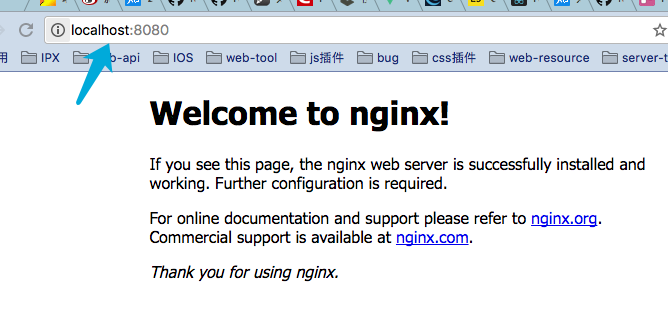 localhost:8080
用 IPX b-api IOS web-tool js插件 bug css插件 web-resource server-t
Welcome to nginx!
If you see this page, the nginx web server is successfully installed and
working. Further configuration is required.
For online documentation and support please refer to nginx.org.
Commercial support is available at nginx.com.
Thank you for using nginx.